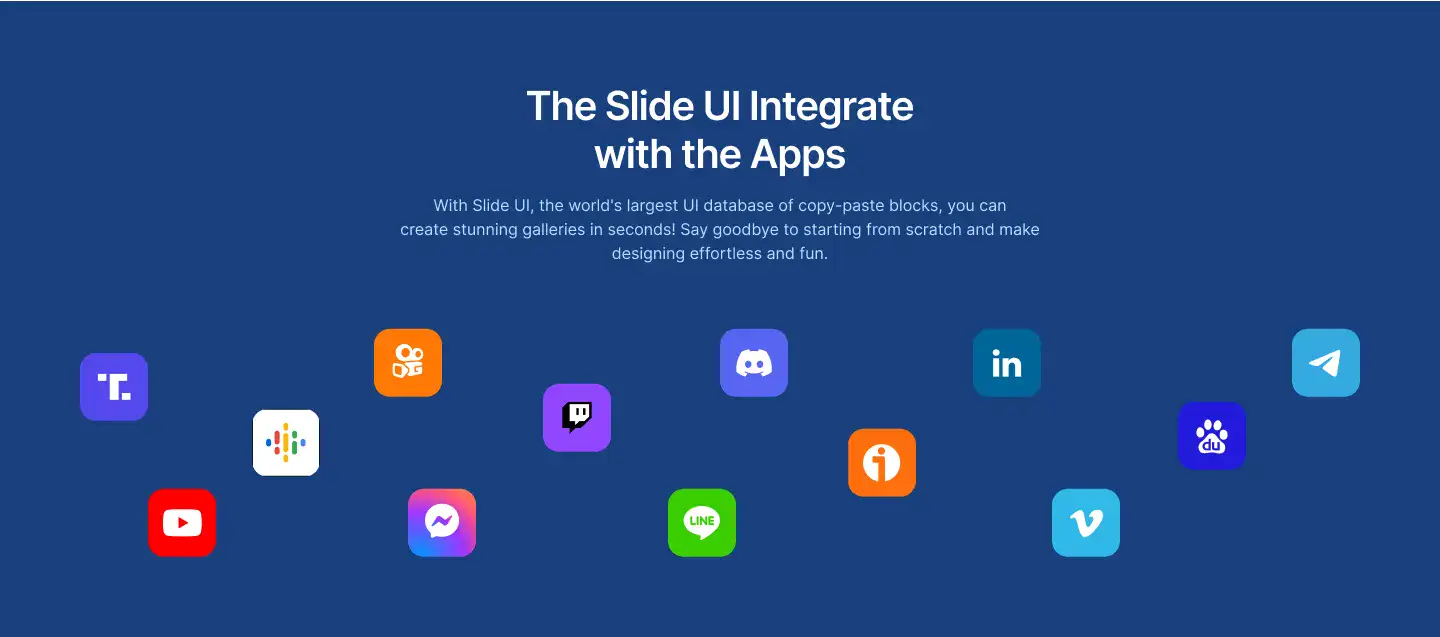 The Slide UI Integrate
with the Apps
With Slide UI, the world's largest UI database of copy-paste blocks, you can
create stunning galleries in seconds! Say goodbye to starting from scratch and make
designing effortless and fun.
T.
in
du
LINE